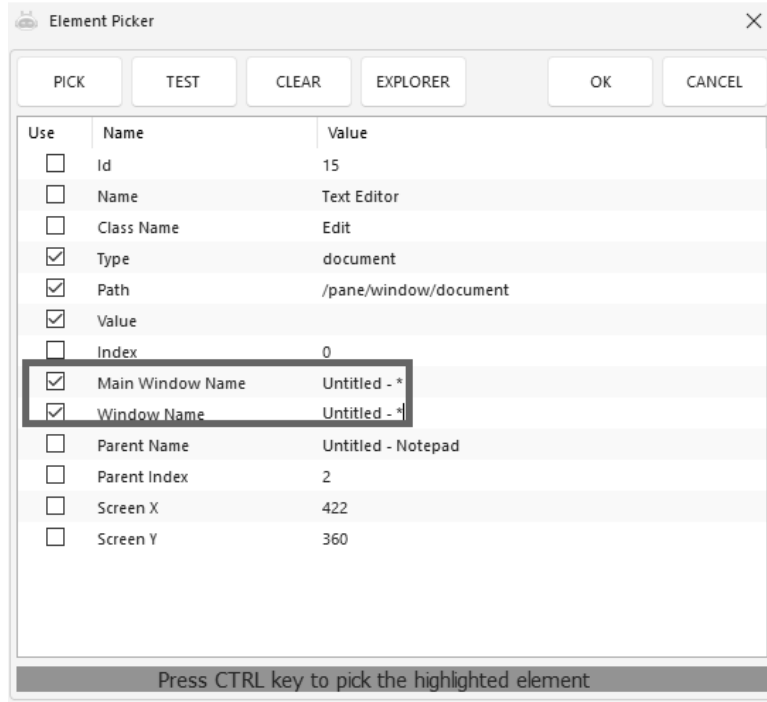 Element Picker
PICK TEST CLEAR EXPLORER OK CANCEL
Use Name Value
Id 15
Name Text Editor
Class Name Edit
Type document
Path /pane/window/document
Value
Index 0
Main Window Name Untitled - *
Window Name Untitled - *
Parent Name Untitled - Notepad
Parent Index 2
Screen X 422
Screen Y 360
Press CTRL key to pick the highlighted element